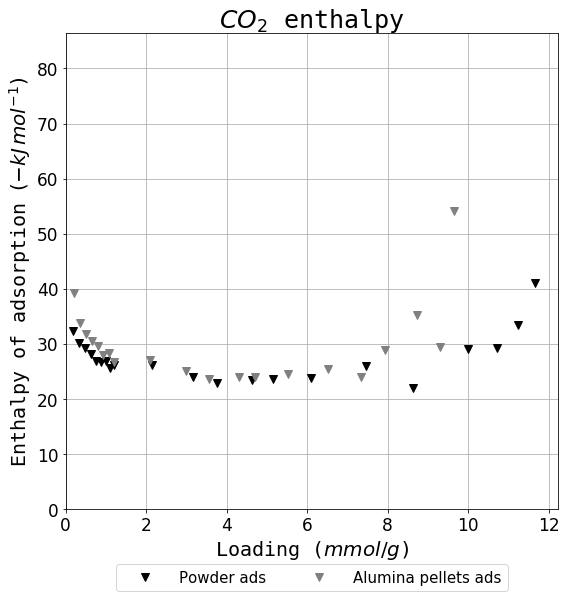 CO₂ enthalpy
Enthalpy of adsorption (−kJ mol⁻¹)
80
70
60
50
40
30
20
10
0
0 2 4 6 8 10 12
Loading (mmol/g)
Powder ads Alumina pellets ads